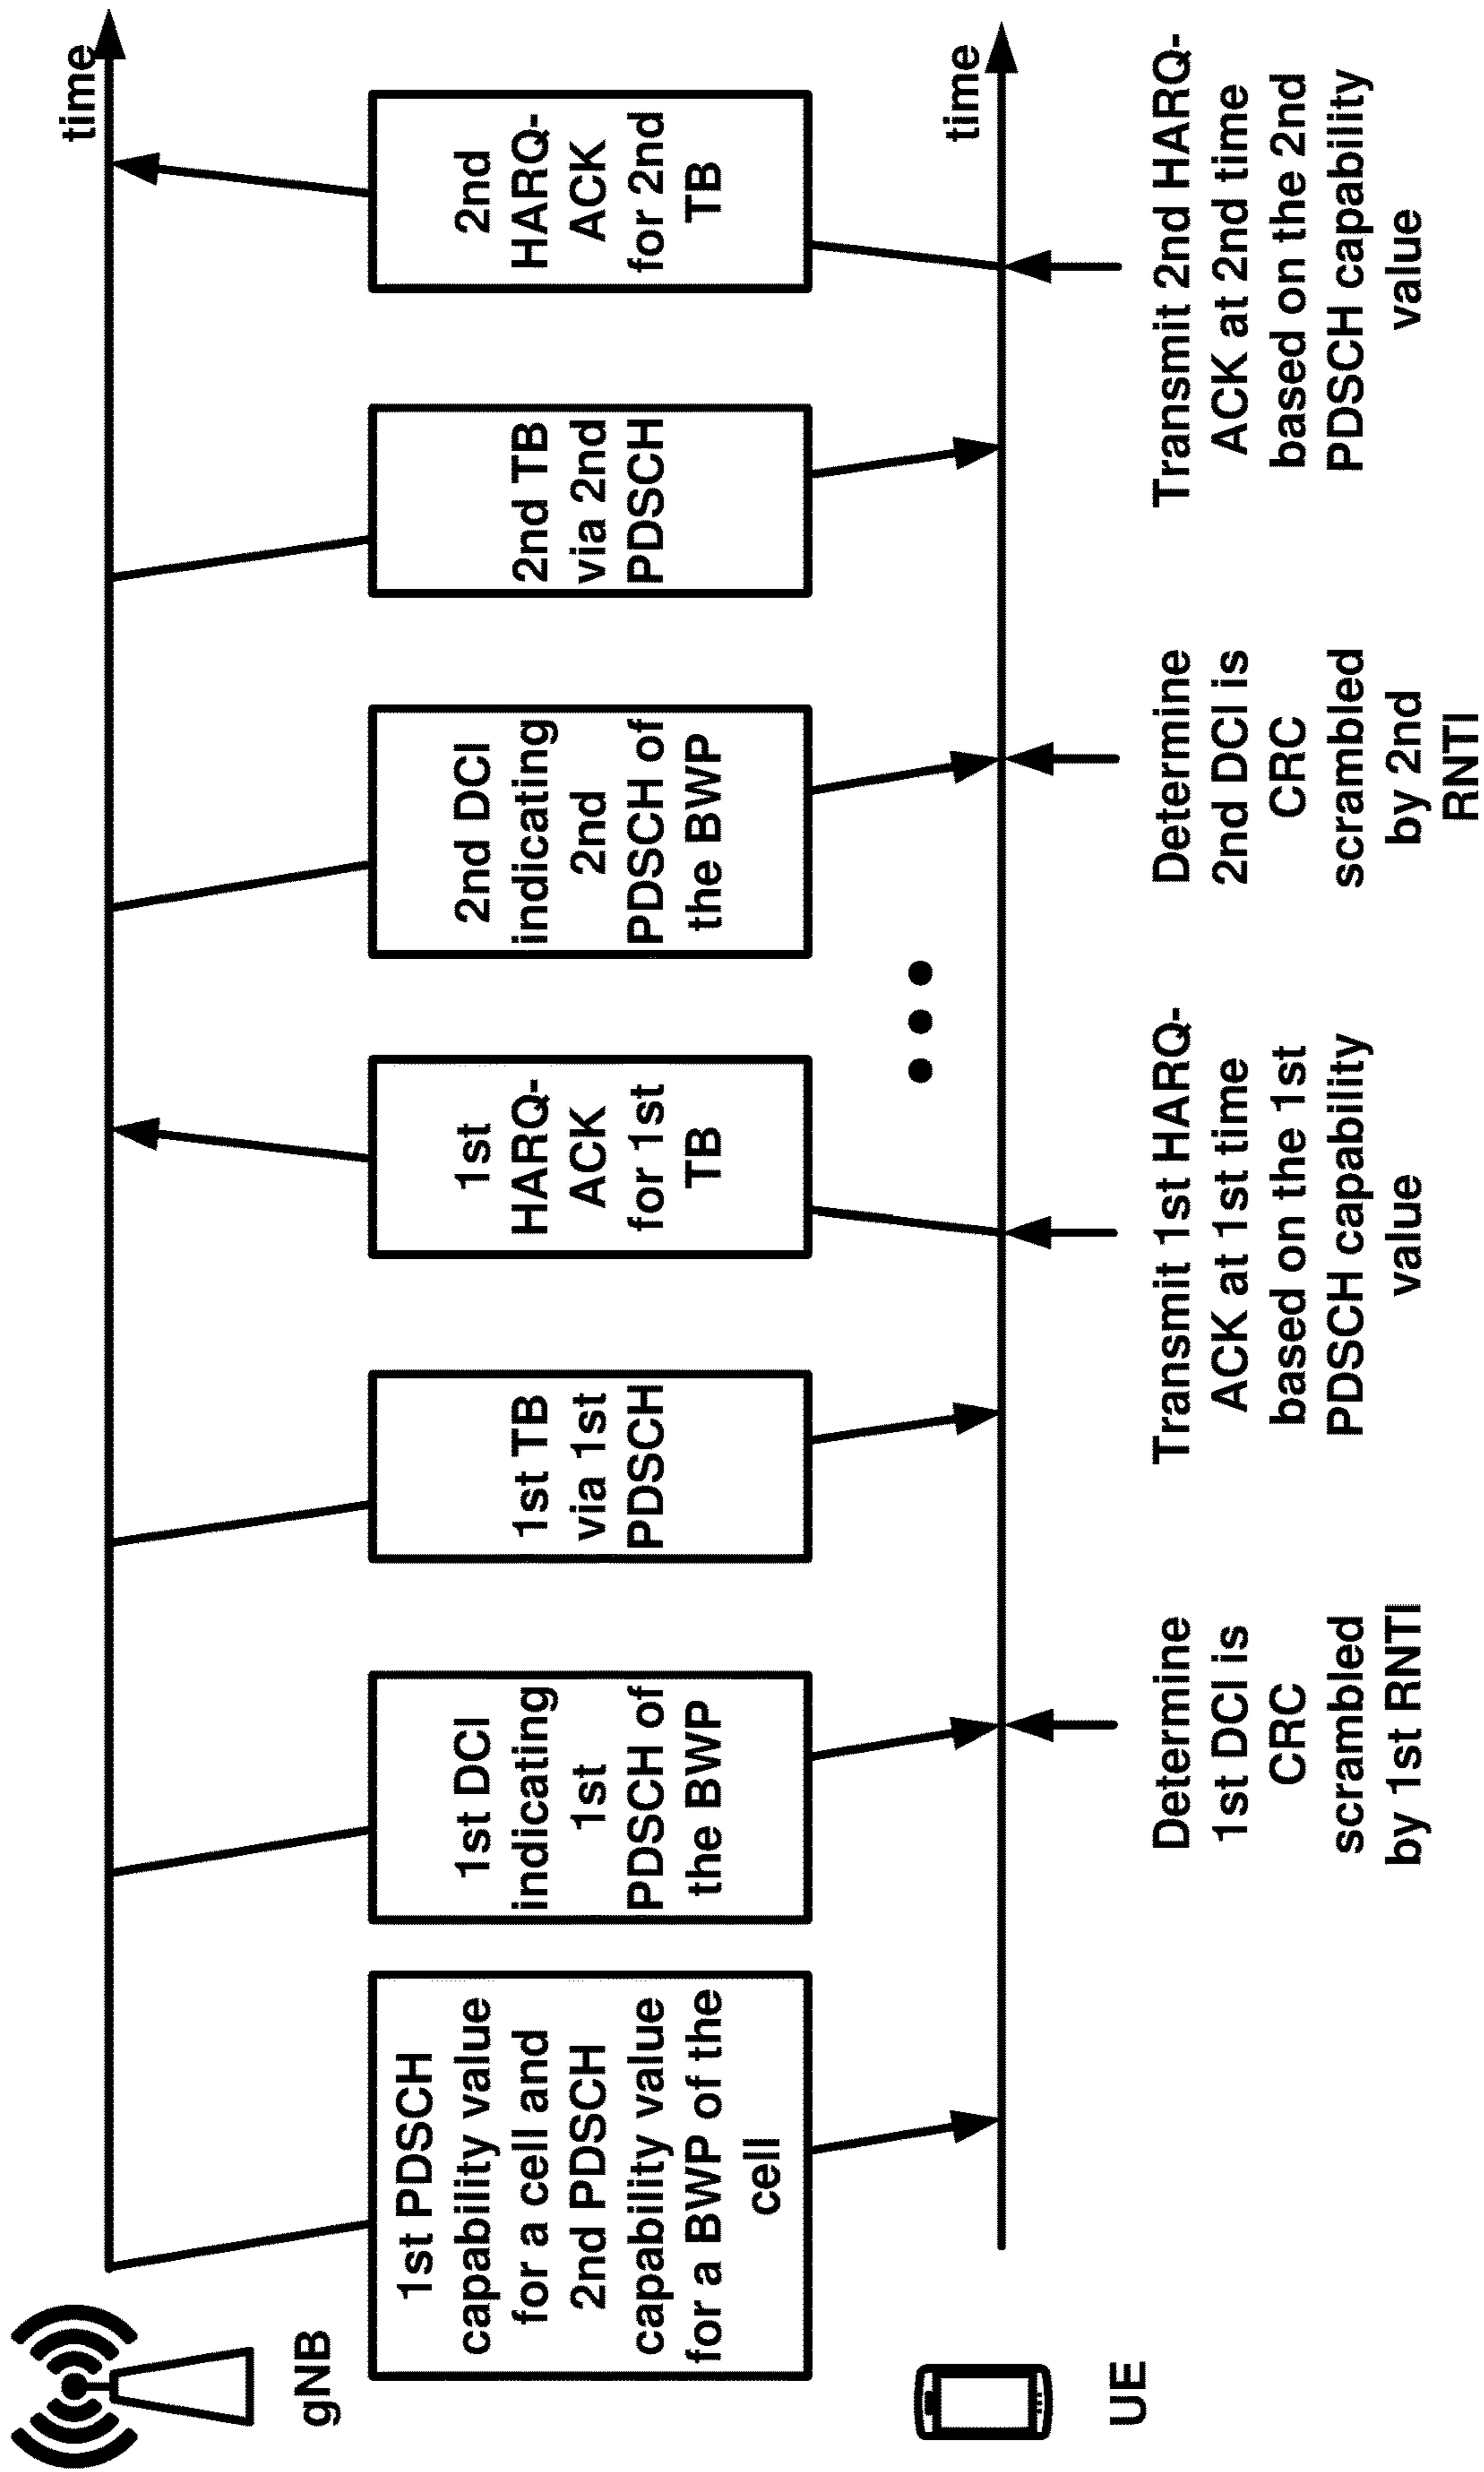 gNB
time
1st PDSCH
capability value
for a cell and
2nd PDSCH
capability value
for a BWP of the
cell
1st DCI
indicating
1st
PDSCH of
the BWP
1st TB
via 1st
PDSCH
1st
HARQ-
ACK
for 1st
TB
2nd DCI
indicating
2nd
PDSCH of
the BWP
2nd TB
via 2nd
PDSCH
2nd
HARQ-
ACK
for 2nd
TB
UE
time
Determine
1st DCI is
CRC
scrambled
by 1st RNTI
Transmit 1st HARQ-
ACK at 1st time
based on the 1st
PDSCH capability
value
Determine
2nd DCI is
CRC
scrambled
by 2nd
RNTI
Transmit 2nd HARQ-
ACK at 2nd time
based on the 2nd
PDSCH capability
value